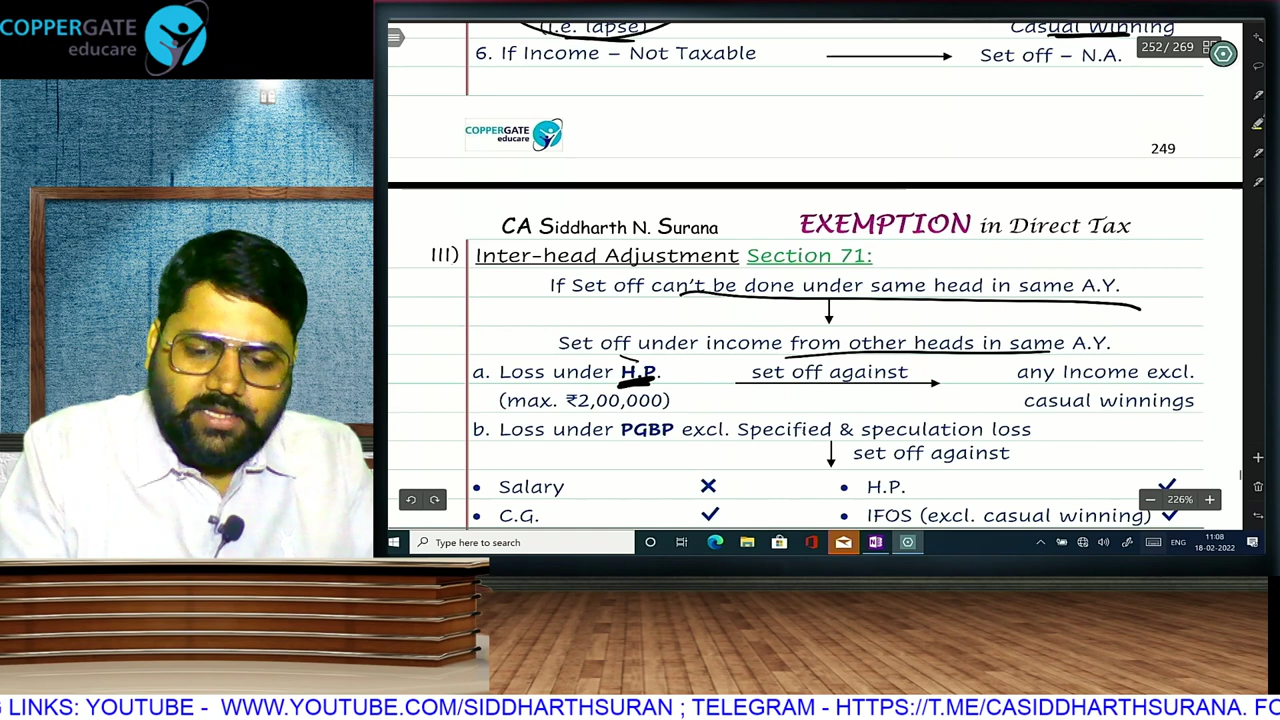 COPPERGATE
educare
(i.e. lapse)
Casual Winning
252 / 269
6. If Income – Not Taxable
Set off – N.A.
COPPERGATE
educare
249
CA Siddharth N. Surana
EXEMPTION in Direct Tax
III) Inter-head Adjustment Section 71:
If Set off can't be done under same head in same A.Y.
Set off under income from other heads in same A.Y.
a. Loss under H.P. set off against any Income excl.
(max. ₹2,00,000) casual winnings
b. Loss under PGBP excl. Specified & speculation loss
set off against
• Salary ✕ • H.P. ✓
• C.G. ✓ • IFOS (excl. casual winning) ✓
226%
Type here to search
ENG
11:08
18-02-2022
LINKS: YOUTUBE - WWW.YOUTUBE.COM/SIDDHARTHSURAN ; TELEGRAM - HTTPS://T.ME/CASIDDHARTHSURANA. FO